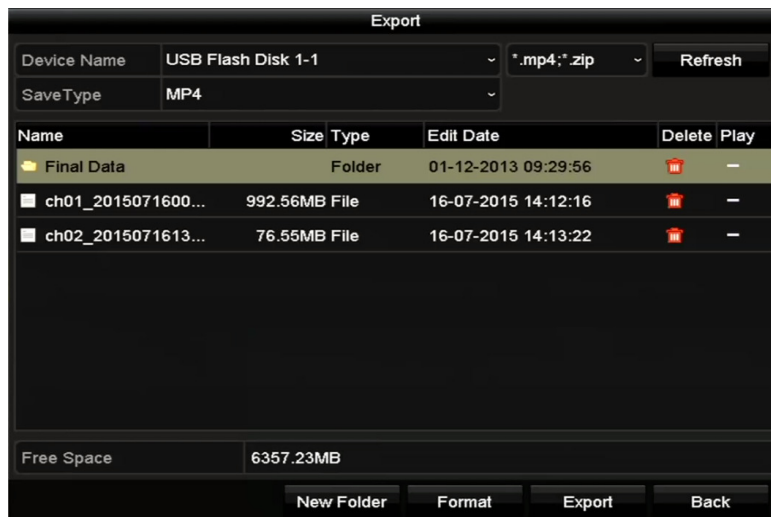 Export
Device Name USB Flash Disk 1-1 *.mp4;*.zip Refresh
SaveType MP4
Name Size Type Edit Date Delete Play
Final Data Folder 01-12-2013 09:29:56 –
ch01_2015071600... 992.56MB File 16-07-2015 14:12:16 –
ch02_2015071613... 76.55MB File 16-07-2015 14:13:22 –
Free Space 6357.23MB
New Folder Format Export Back